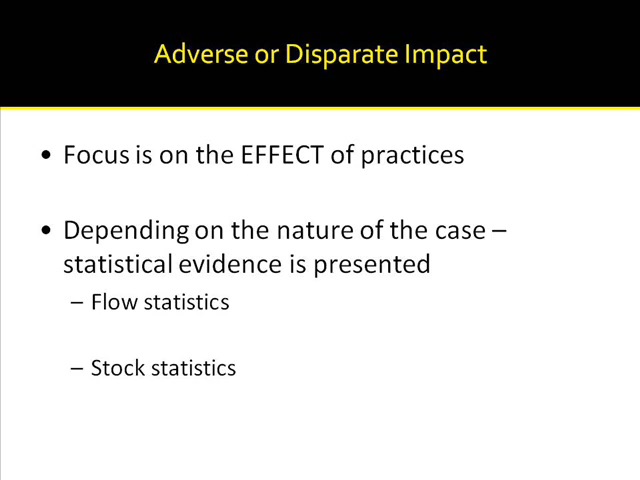 Adverse or Disparate Impact
• Focus is on the EFFECT of practices
• Depending on the nature of the case –
statistical evidence is presented
– Flow statistics
– Stock statistics